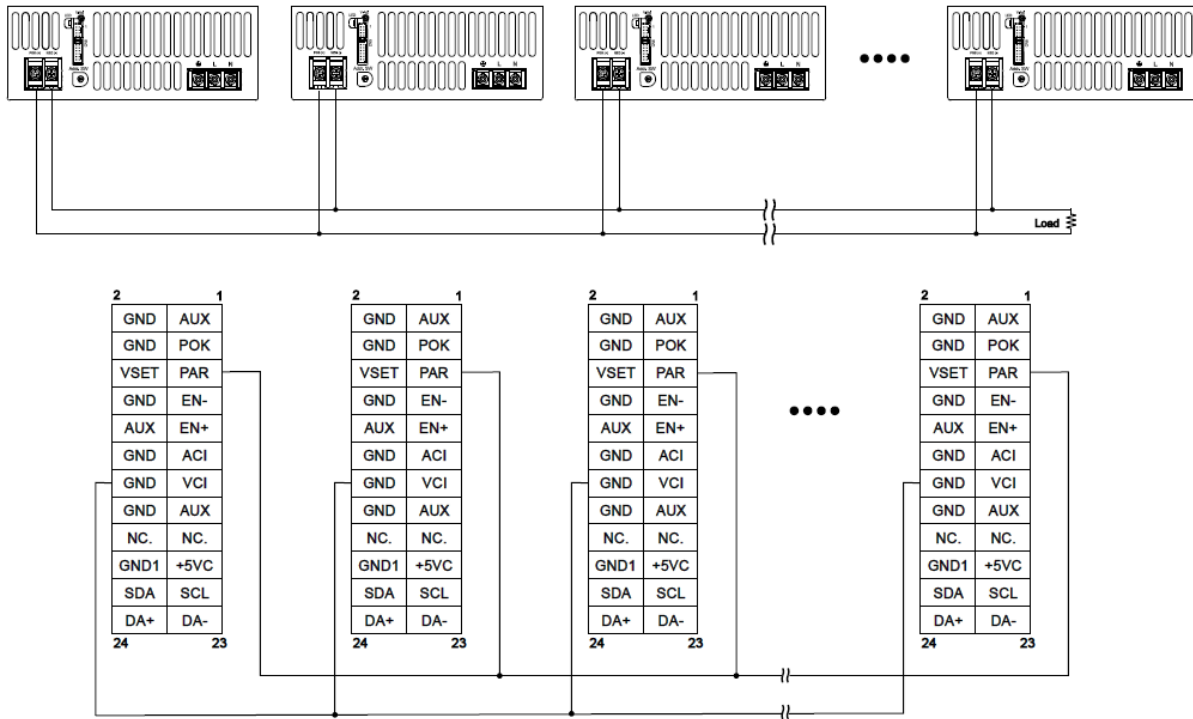 L N
L N
L N
L N
Load
2 1
GND AUX
GND POK
VSET PAR
GND EN-
AUX EN+
GND ACI
GND VCI
GND AUX
NC. NC.
GND1 +5VC
SDA SCL
DA+ DA-
24 23
2 1
GND AUX
GND POK
VSET PAR
GND EN-
AUX EN+
GND ACI
GND VCI
GND AUX
NC. NC.
GND1 +5VC
SDA SCL
DA+ DA-
24 23
2 1
GND AUX
GND POK
VSET PAR
GND EN-
AUX EN+
GND ACI
GND VCI
GND AUX
NC. NC.
GND1 +5VC
SDA SCL
DA+ DA-
24 23
2 1
GND AUX
GND POK
VSET PAR
GND EN-
AUX EN+
GND ACI
GND VCI
GND AUX
NC. NC.
GND1 +5VC
SDA SCL
DA+ DA-
24 23